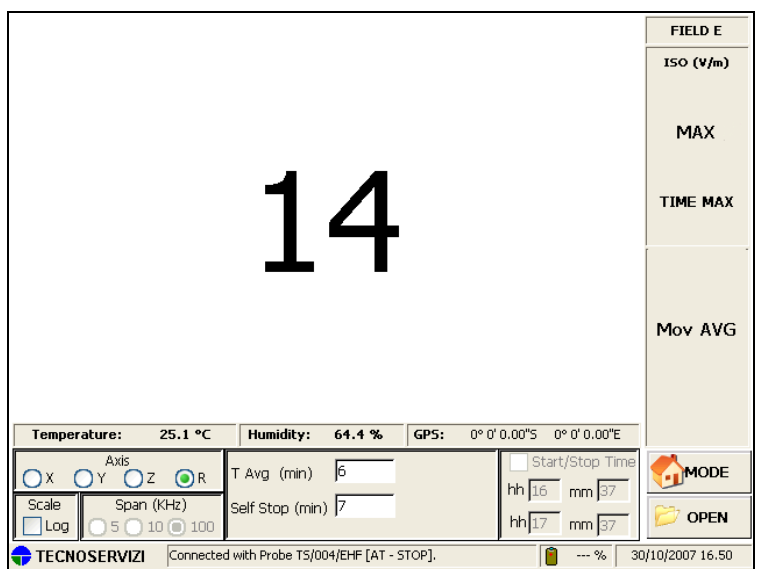 FIELD E
ISO (V/m)
MAX
TIME MAX
14
Mov AVG
Temperature: 25.1 °C Humidity: 64.4 % GPS: 0° 0' 0.00"S 0° 0' 0.00"E
Axis
X Y Z R
T Avg (min) 6
Start/Stop Time
hh 16 mm 37
MODE
Scale Span (KHz)
Log 5 10 100
Self Stop (min) 7
hh 17 mm 37
OPEN
TECNOSERVIZI Connected with Probe TS/004/EHF [AT - STOP]. --- % 30/10/2007 16.50